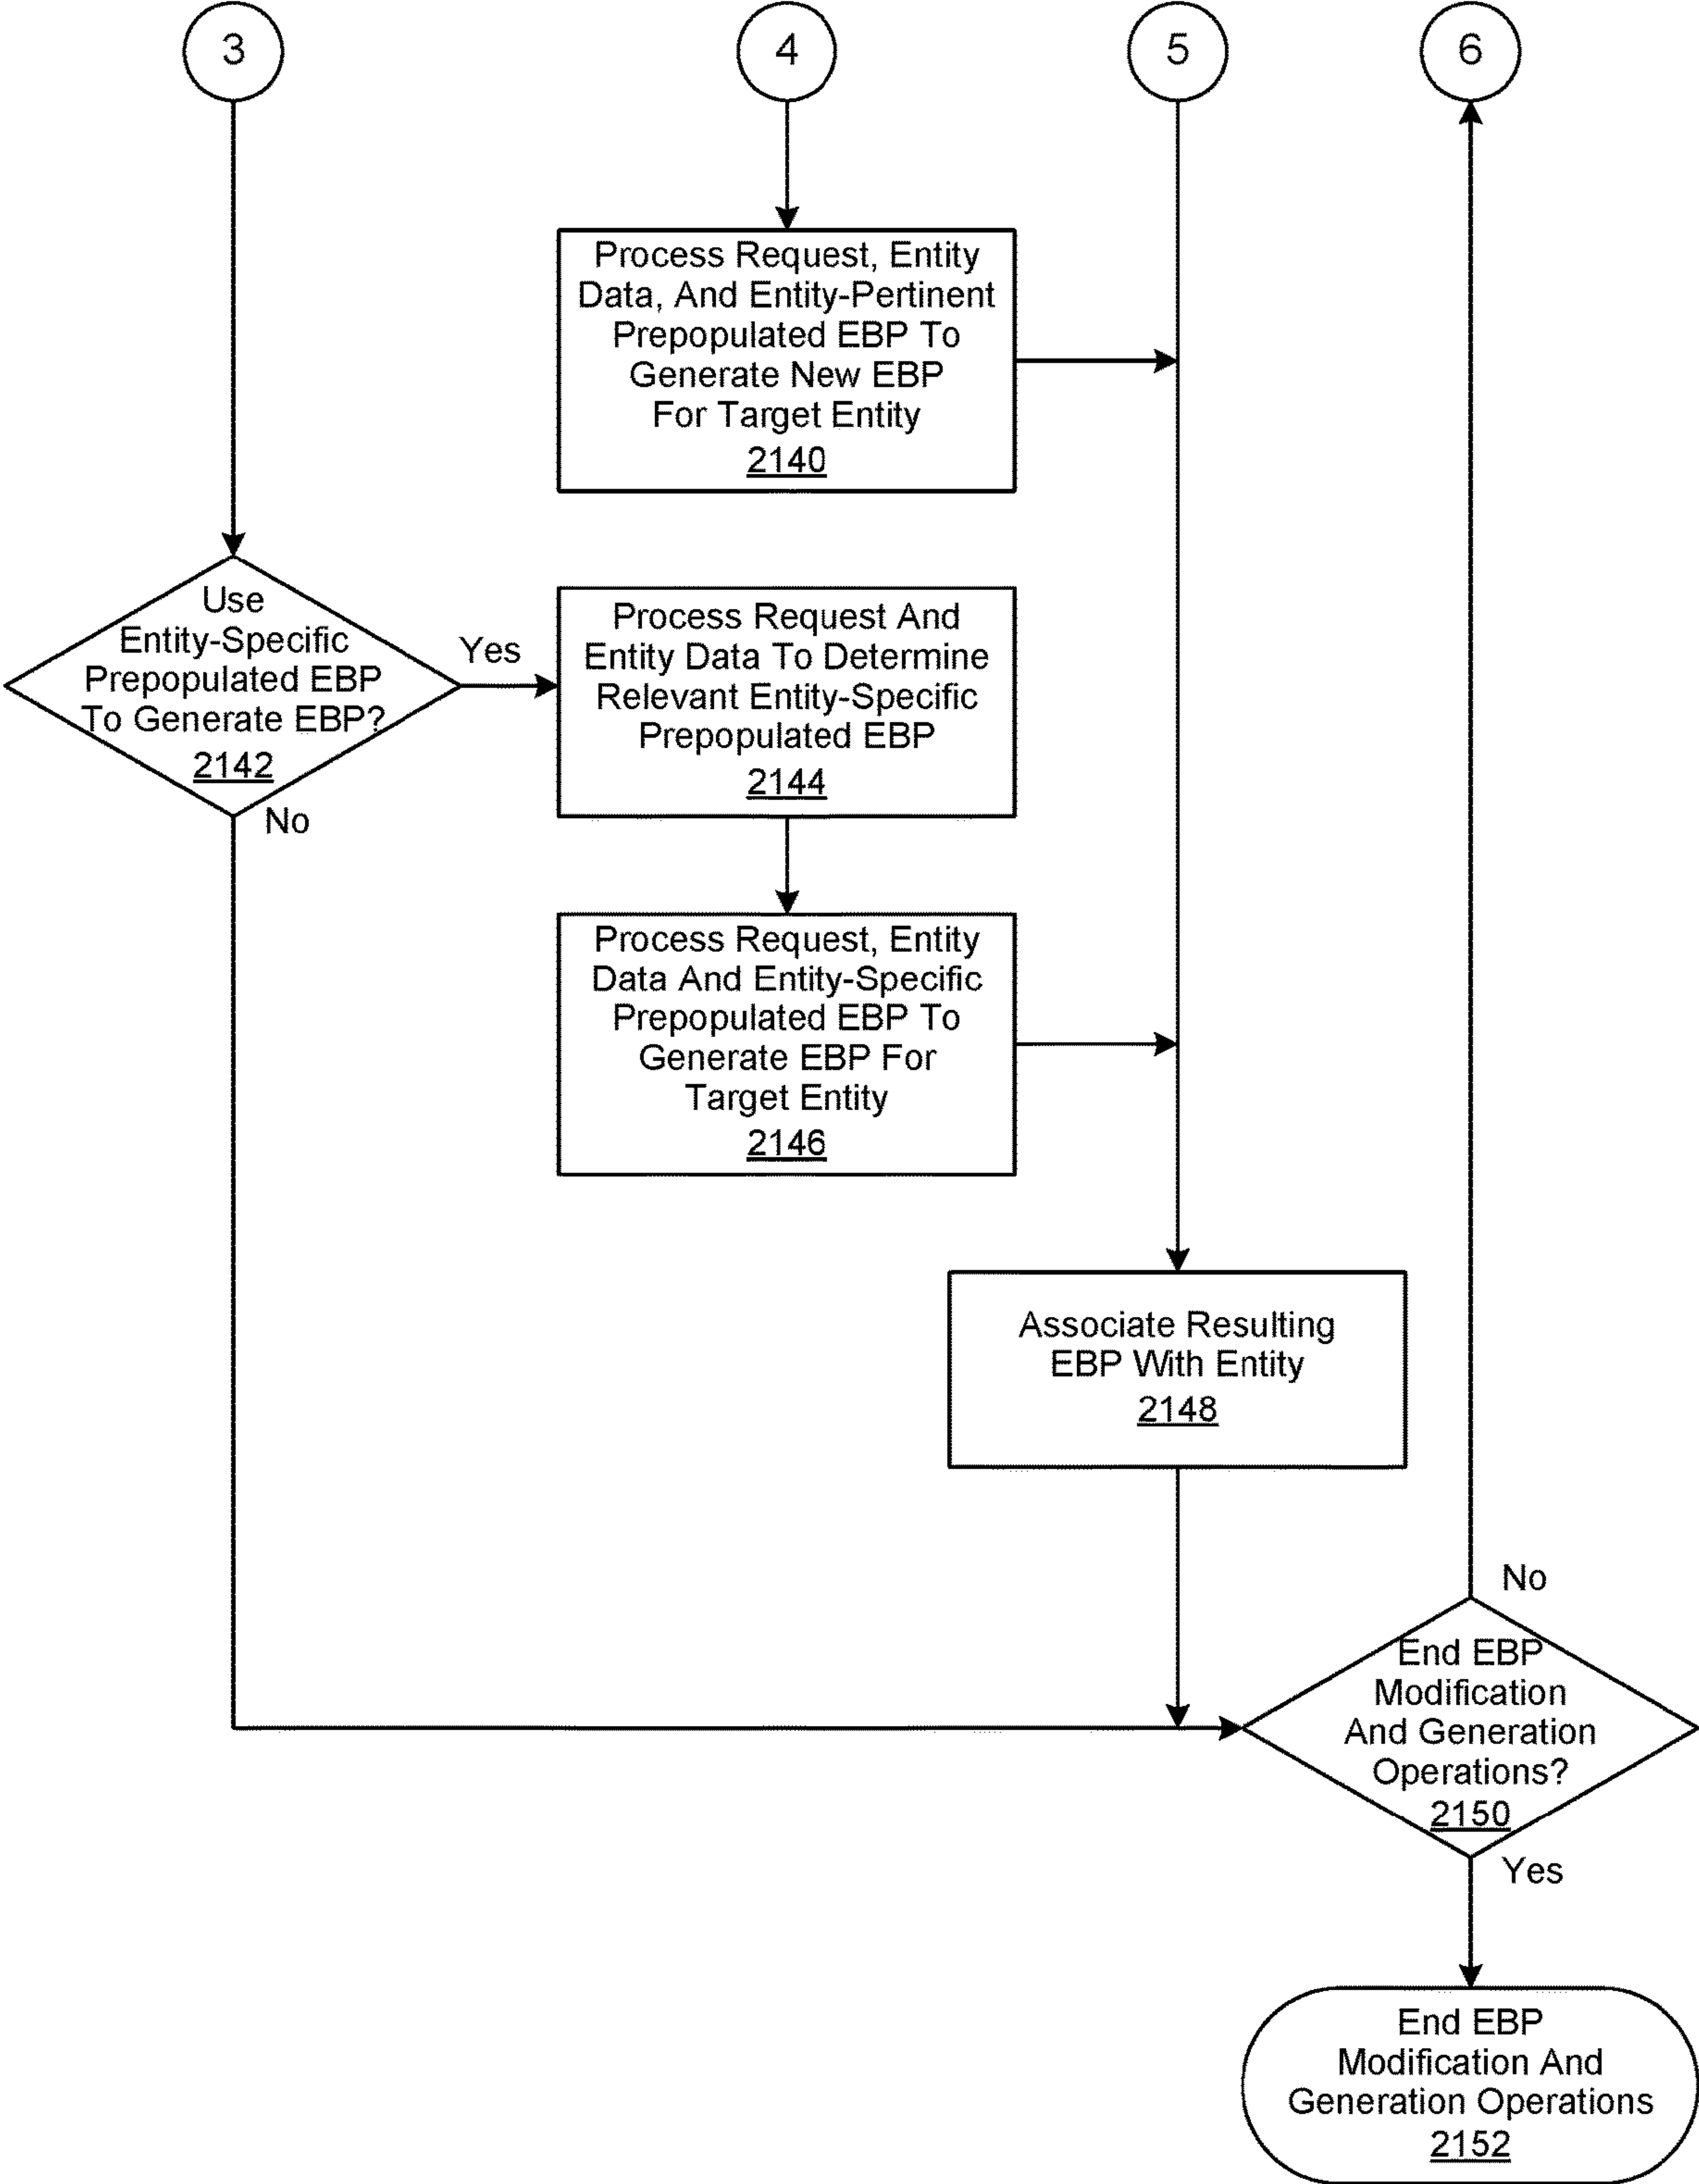 3
4
5
6
Process Request, Entity
Data, And Entity-Pertinent
Prepopulated EBP To
Generate New EBP
For Target Entity
2140
Use
Entity-Specific
Prepopulated EBP
To Generate EBP?
2142
Yes
No
Process Request And
Entity Data To Determine
Relevant Entity-Specific
Prepopulated EBP
2144
Process Request, Entity
Data And Entity-Specific
Prepopulated EBP To
Generate EBP For
Target Entity
2146
Associate Resulting
EBP With Entity
2148
No
End EBP
Modification
And Generation
Operations?
2150
Yes
End EBP
Modification And
Generation Operations
2152